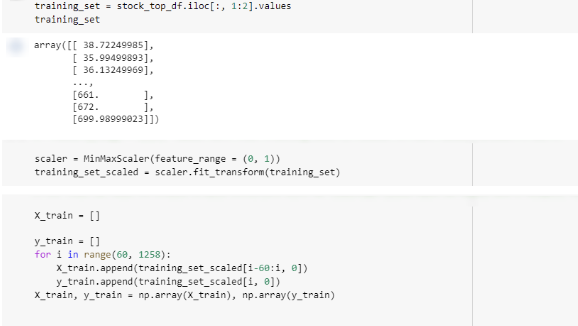 training_set = stock_top_df.iloc[:, 1:2].values
training_set
array([[ 38.72249985],
[ 35.99499893],
[ 36.13249969],
...,
[661. ],
[672. ],
[699.98999023]])
scaler = MinMaxScaler(feature_range = (0, 1))
training_set_scaled = scaler.fit_transform(training_set)
X_train = []
y_train = []
for i in range(60, 1258):
X_train.append(training_set_scaled[i-60:i, 0])
y_train.append(training_set_scaled[i, 0])
X_train, y_train = np.array(X_train), np.array(y_train)